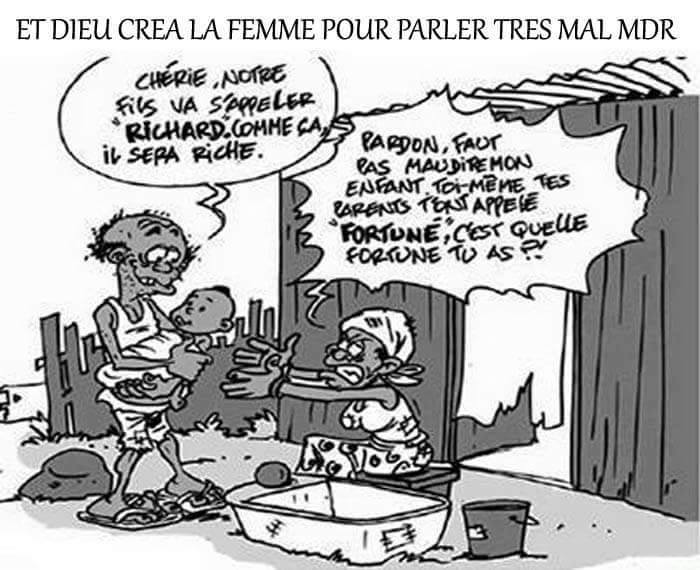 ET DIEU CREA LA FEMME POUR PARLER TRES MAL MDR
CHÉRIE, NOTRE
FILS VA S'APPELER
"RICHARD". COMME ÇA,
IL SERA RICHE.
PARDON, FAUT
PAS MAUDIRE MON
ENFANT. TOI-MÊME TES
PARENTS T'ONT APPELÉ
"FORTUNÉ", C'EST QUELLE
FORTUNE TU AS ?!